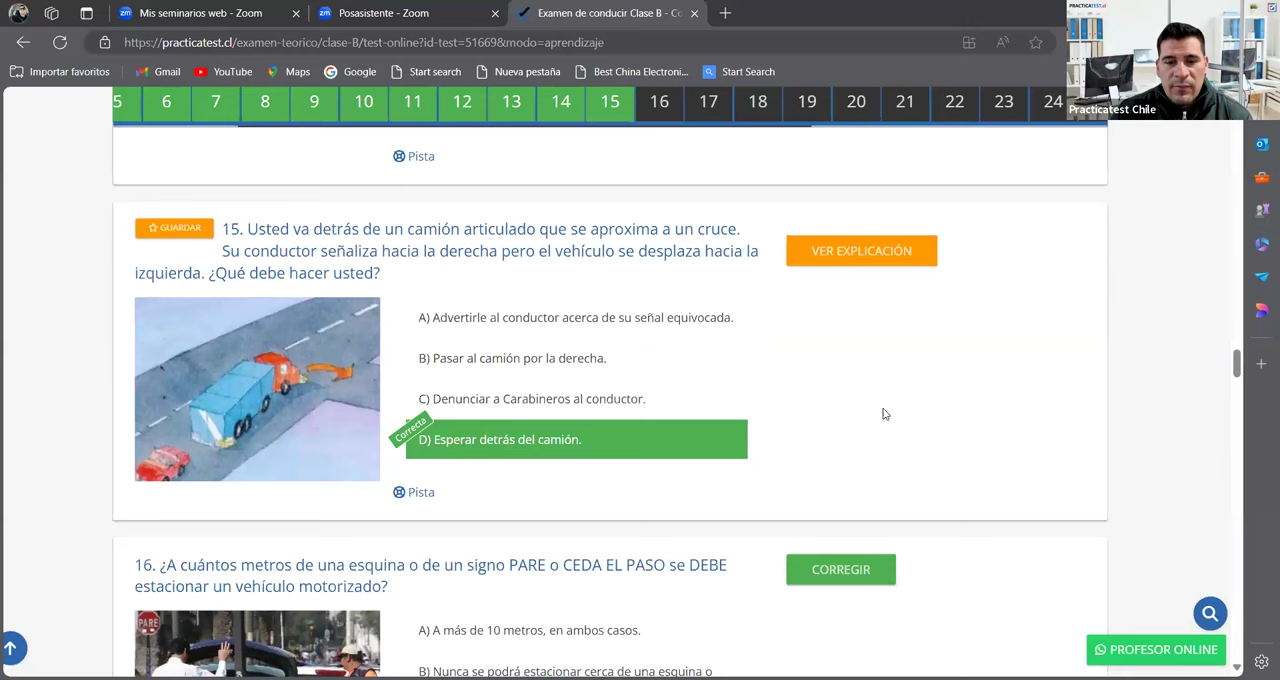 Mis seminarios web - Zoom
Posasistente - Zoom
Examen de conducir Clase B - Co
PRACTICATEST.cl
https://practicatest.cl/examen-teorico/clase-B/test-online?id-test=51669&modo=aprendizaje
Importar favoritos
Gmail
YouTube
Maps
Google
Start search
Nueva pestaña
Best China Electroni...
Start Search
Practicatest Chile
5 6 7 8 9 10 11 12 13 14 15 16 17 18 19 20 21 22 23 24
Pista
GUARDAR
15. Usted va detrás de un camión articulado que se aproxima a un cruce.
Su conductor señaliza hacia la derecha pero el vehículo se desplaza hacia la
izquierda. ¿Qué debe hacer usted?
VER EXPLICACIÓN
A) Advertirle al conductor acerca de su señal equivocada.
B) Pasar al camión por la derecha.
C) Denunciar a Carabineros al conductor.
Correcta
D) Esperar detrás del camión.
Pista
16. ¿A cuántos metros de una esquina o de un signo PARE o CEDA EL PASO se DEBE
estacionar un vehículo motorizado?
CORREGIR
PARE
A) A más de 10 metros, en ambos casos.
B) Nunca se podrá estacionar cerca de una esquina o
PROFESOR ONLINE